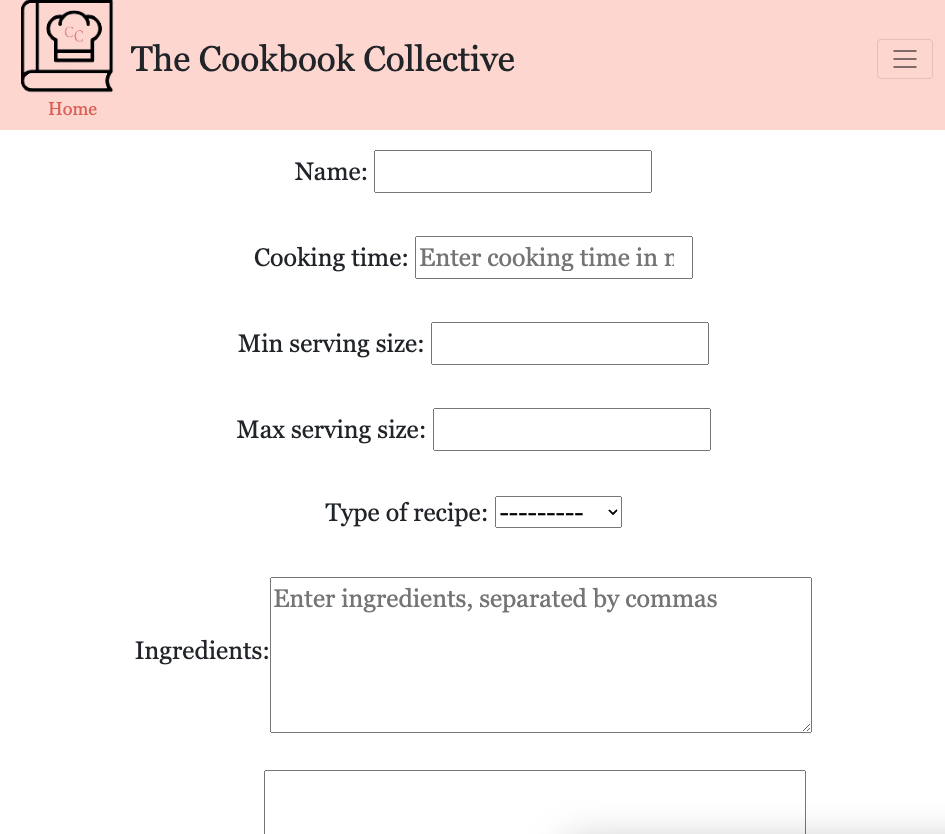 CC
The Cookbook Collective
Home
Name:
Cooking time: Enter cooking time in
Min serving size:
Max serving size:
Type of recipe: ---------
Enter ingredients, separated by commas
Ingredients: